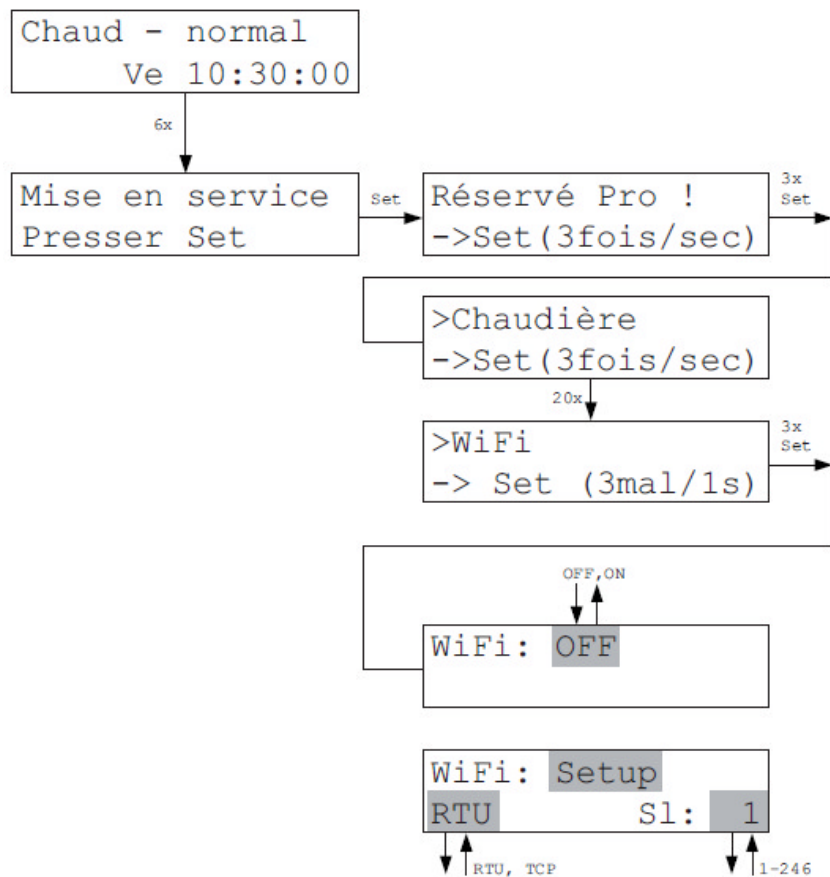 Chaud - normal
Ve 10:30:00
6x
Mise en service
Presser Set
Set
Réservé Pro !
->Set(3fois/sec)
3x
Set
>Chaudière
->Set(3fois/sec)
20x
>WiFi
-> Set (3mal/1s)
3x
Set
OFF,ON
WiFi: OFF
WiFi: Setup
RTU Sl: 1
RTU, TCP
1-246